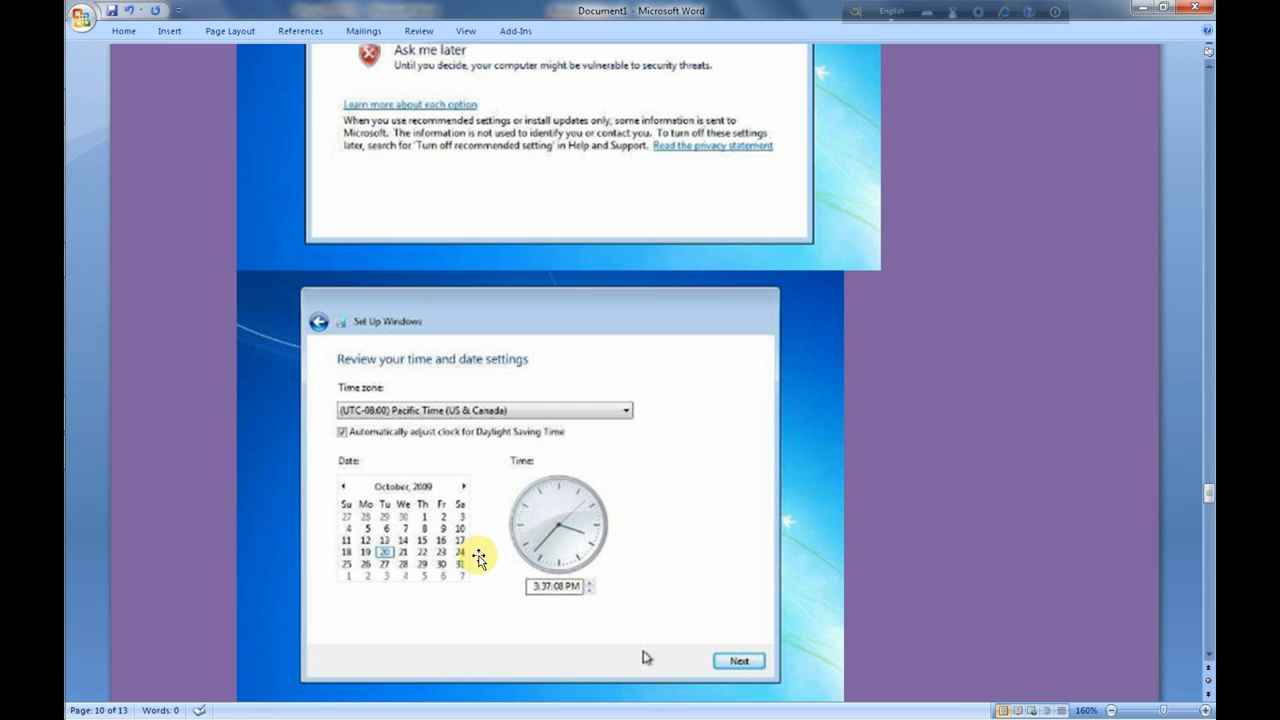 Document1 - Microsoft Word
English
Home Insert Page Layout References Mailings Review View Add-Ins
Ask me later
Until you decide, your computer might be vulnerable to security threats.
Learn more about each option
When you use recommended settings or install updates only, some information is sent to
Microsoft. The information is not used to identify you or contact you. To turn off these settings
later, search for 'Turn off recommended setting' in Help and Support. Read the privacy statement
Set Up Windows
Review your time and date settings
Time zone:
(UTC-08:00) Pacific Time (US & Canada)
Automatically adjust clock for Daylight Saving Time
Date: Time:
October, 2009
Su Mo Tu We Th Fr Sa
27 28 29 30 1 2 3
4 5 6 7 8 9 10
11 12 13 14 15 16 17
18 19 20 21 22 23 24
25 26 27 28 29 30 31
1 2 3 4 5 6 7
3:37:08 PM
Next
Page: 10 of 13 Words: 0 160%